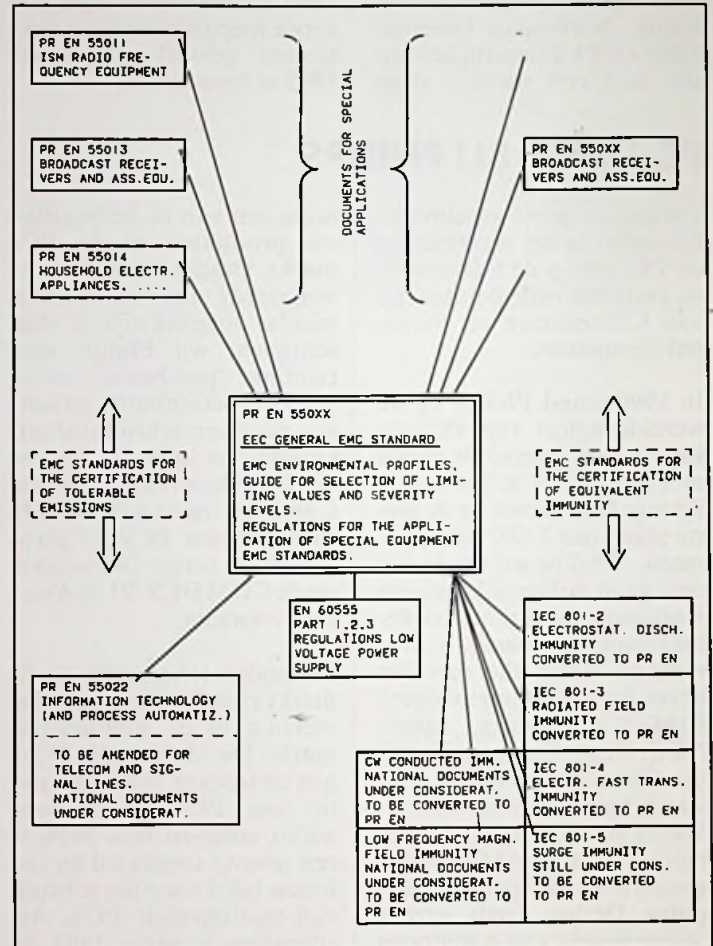 PR EN 55011
ISM RADIO FRE-
QUENCY EQUIPMENT
PR EN 55013
BROADCAST RECEI-
VERS AND ASS.EQU.
PR EN 55014
HOUSEHOLD ELECTR.
APPLIANCES. .....
DOCUMENTS FOR SPECIAL
APPLICATIONS
PR EN 550XX
BROADCAST RECEI-
VERS AND ASS.EQU.
EMC STANDARDS FOR
THE CERTIFICATION
OF TOLERABLE
EMISSIONS
PR EN 550XX
EEC GENERAL EMC STANDARD
EMC ENVIRONMENTAL PROFILES.
GUIDE FOR SELECTION OF LIMI-
TING VALUES AND SEVERITY
LEVELS.
REGULATIONS FOR THE APPLI-
CATION OF SPECIAL EQUIPMENT
EMC STANDARDS.
EMC STANDARDS FOR
THE CERTIFICATION
OF EQUIVALENT
IMMUNITY
EN 60555
PART 1.2.3
REGULATIONS LOW
VOLTAGE POWER
SUPPLY
PR EN 55022
INFORMATION TECHNOLOGY
(AND PROCESS AUTOMATIZ.)
TO BE AMENDED FOR
TELECOM AND SIG-
NAL LINES.
NATIONAL DOCUMENTS
UNDER CONSIDERAT.
IEC 801-2
ELECTROSTAT. DISCH.
IMMUNITY
CONVERTED TO PR EN
IEC 801-3
RADIATED FIELD
IMMUNITY
CONVERTED TO PR EN
CW CONDUCTED IMM.
NATIONAL DOCUMENTS
UNDER CONSIDERAT.
TO BE CONVERTED TO
PR EN
IEC 801-4
ELECTR. FAST TRANS.
IMMUNITY
CONVERTED TO PR EN
LOW FREQUENCY MAGN.
FIELD IMMUNITY
NATIONAL DOCUMENTS
UNDER CONSIDERAT.
TO BE CONVERTED TO
PR EN
IEC 801-5
SURGE IMMUNITY
STILL UNDER CONS.
TO BE CONVERTED
TO PR EN